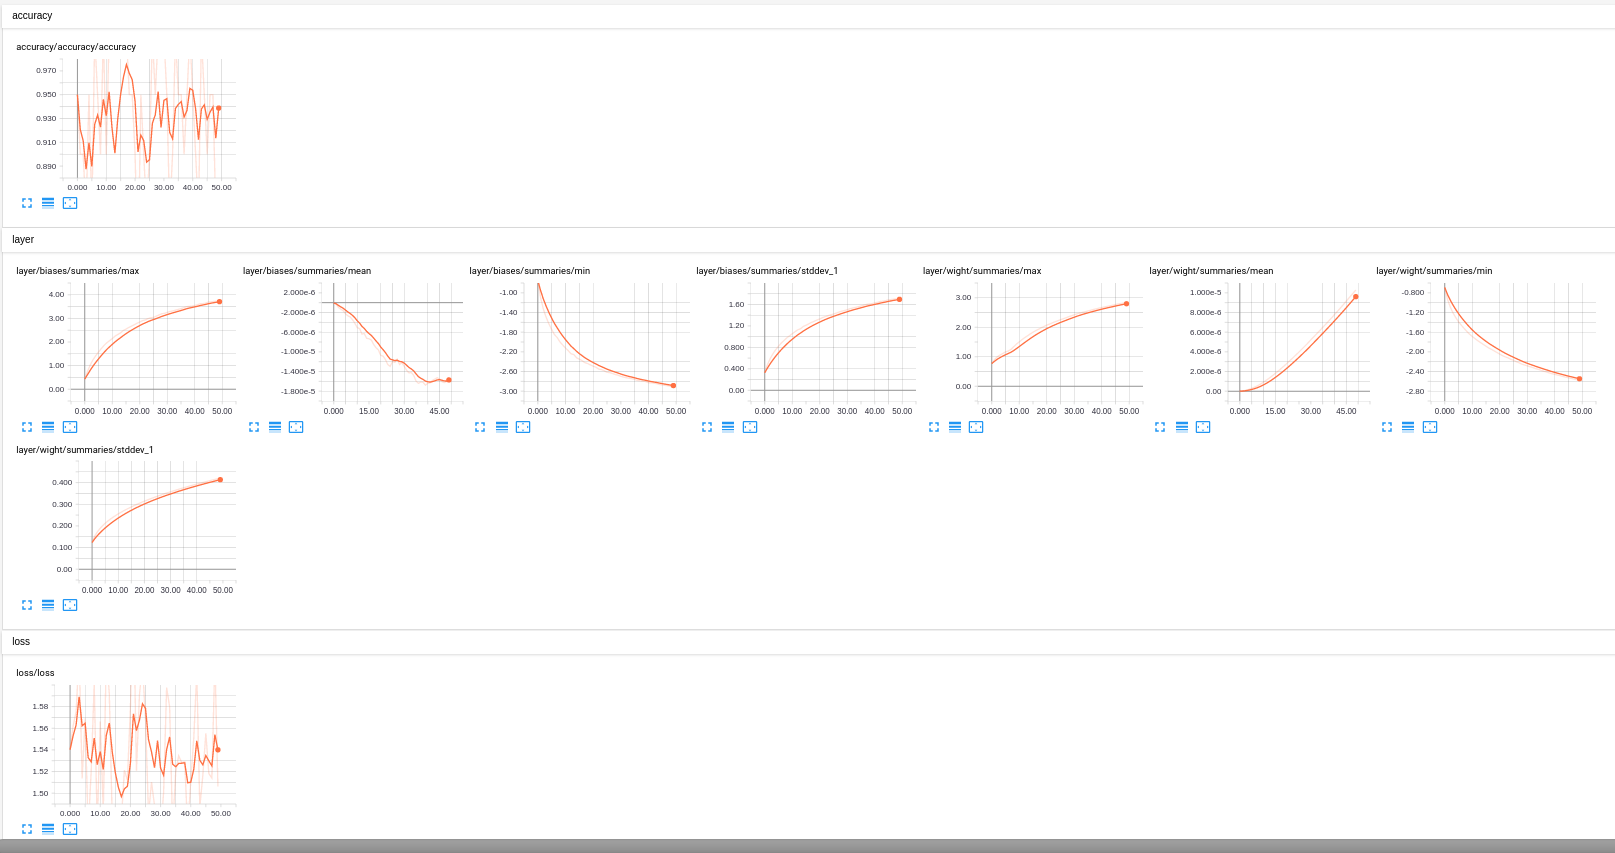 accuracy
accuracy/accuracy/accuracy
0.970
0.950
0.930
0.910
0.890
0.000 10.00 20.00 30.00 40.00 50.00
layer
layer/biases/summaries/max
4.00
3.00
2.00
1.00
0.00
0.000 10.00 20.00 30.00 40.00 50.00
layer/biases/summaries/mean
2.000e-6
-2.000e-6
-6.000e-6
-1.000e-5
-1.400e-5
-1.800e-5
0.000 15.00 30.00 45.00
layer/biases/summaries/min
-1.00
-1.40
-1.80
-2.20
-2.60
-3.00
0.000 10.00 20.00 30.00 40.00 50.00
layer/biases/summaries/stddev_1
1.60
1.20
0.800
0.400
0.00
0.000 10.00 20.00 30.00 40.00 50.00
layer/wight/summaries/max
3.00
2.00
1.00
0.00
0.000 10.00 20.00 30.00 40.00 50.00
layer/wight/summaries/mean
1.000e-5
8.000e-6
6.000e-6
4.000e-6
2.000e-6
0.00
0.000 15.00 30.00 45.00
layer/wight/summaries/min
-0.800
-1.20
-1.60
-2.00
-2.40
-2.80
0.000 10.00 20.00 30.00 40.00 50.00
layer/wight/summaries/stddev_1
0.400
0.300
0.200
0.100
0.00
0.000 10.00 20.00 30.00 40.00 50.00
loss
loss/loss
1.58
1.56
1.54
1.52
1.50
0.000 10.00 20.00 30.00 40.00 50.00